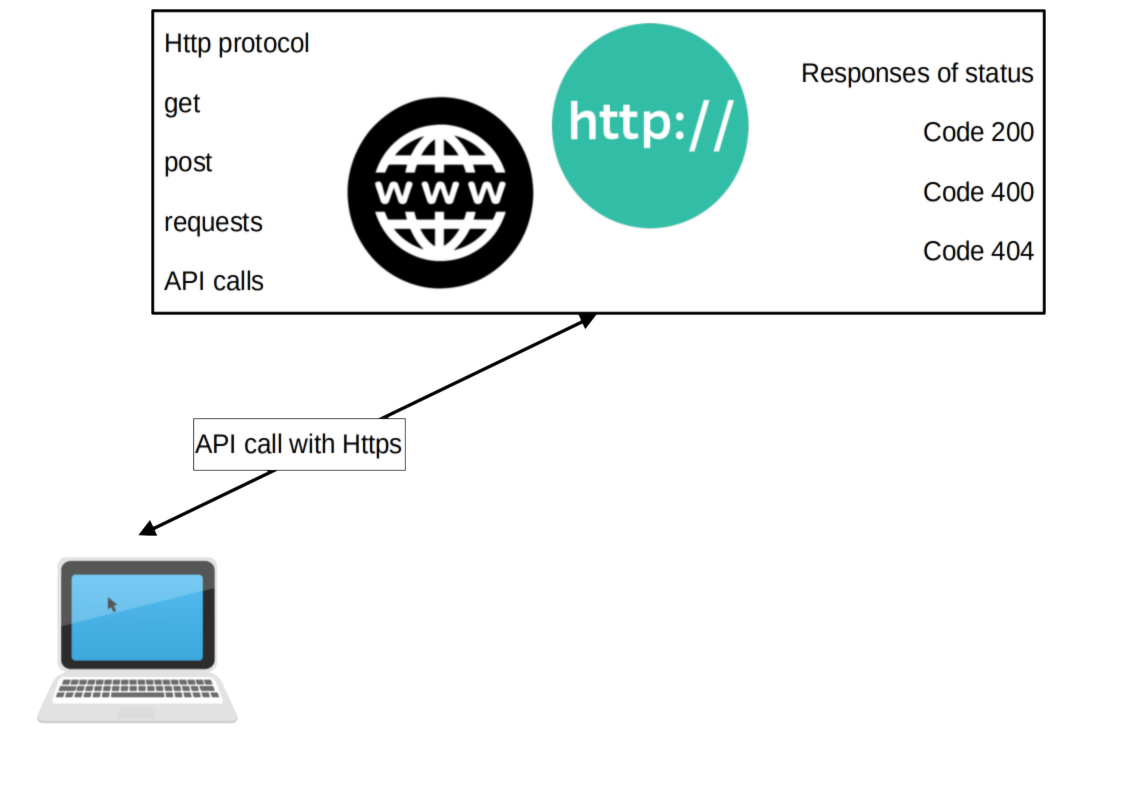 Http protocol
get
post
requests
API calls
WWW
http://
Responses of status
Code 200
Code 400
Code 404
API call with Https